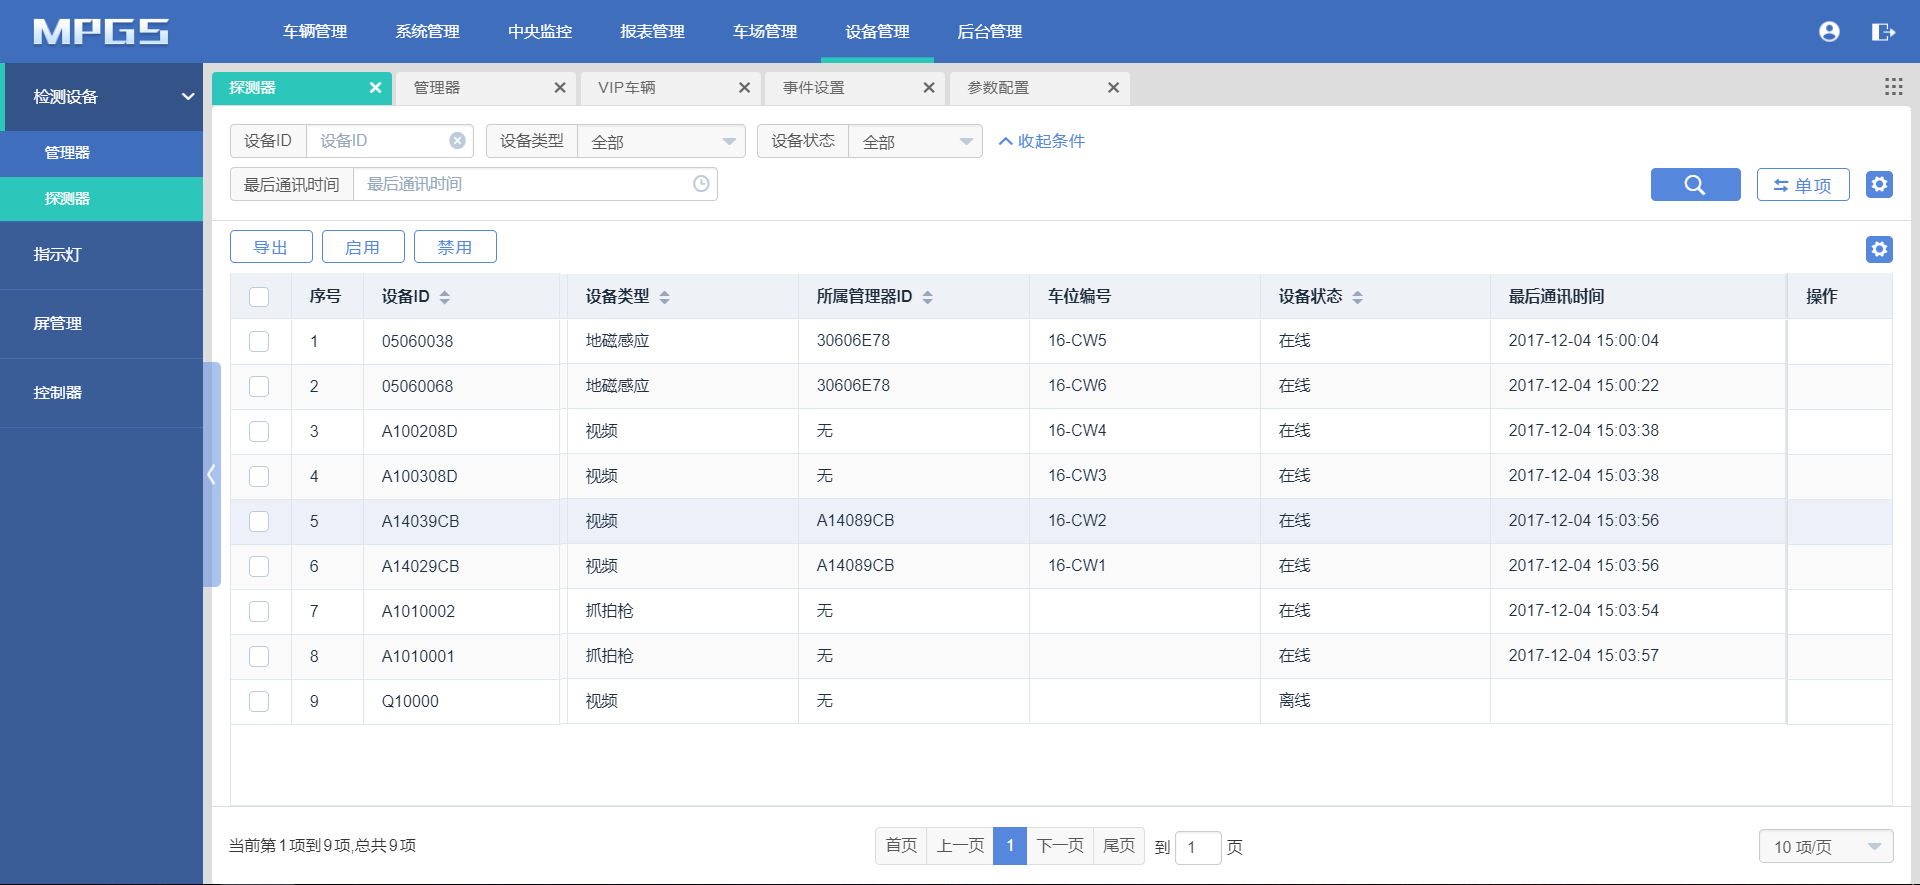 MPGS 车辆管理 系统管理 中央监控 报表管理 车场管理 设备管理 后台管理
检测设备
管理器
探测器
指示灯
屏管理
控制器
探测器 管理器 VIP车辆 事件设置 参数配置
设备ID 设备ID 设备类型 全部 设备状态 全部 收起条件
最后通讯时间 最后通讯时间 单项
导出 启用 禁用
序号 设备ID 设备类型 所属管理器ID 车位编号 设备状态 最后通讯时间 操作
1 05060038 地磁感应 30606E78 16-CW5 在线 2017-12-04 15:00:04
2 05060068 地磁感应 30606E78 16-CW6 在线 2017-12-04 15:00:22
3 A100208D 视频 无 16-CW4 在线 2017-12-04 15:03:38
4 A100308D 视频 无 16-CW3 在线 2017-12-04 15:03:38
5 A14039CB 视频 A14089CB 16-CW2 在线 2017-12-04 15:03:56
6 A14029CB 视频 A14089CB 16-CW1 在线 2017-12-04 15:03:56
7 A1010002 抓拍枪 无 在线 2017-12-04 15:03:54
8 A1010001 抓拍枪 无 在线 2017-12-04 15:03:57
9 Q10000 视频 无 离线
当前第1项到9项,总共9项 首页 上一页 1 下一页 尾页 到 1 页 10 项/页